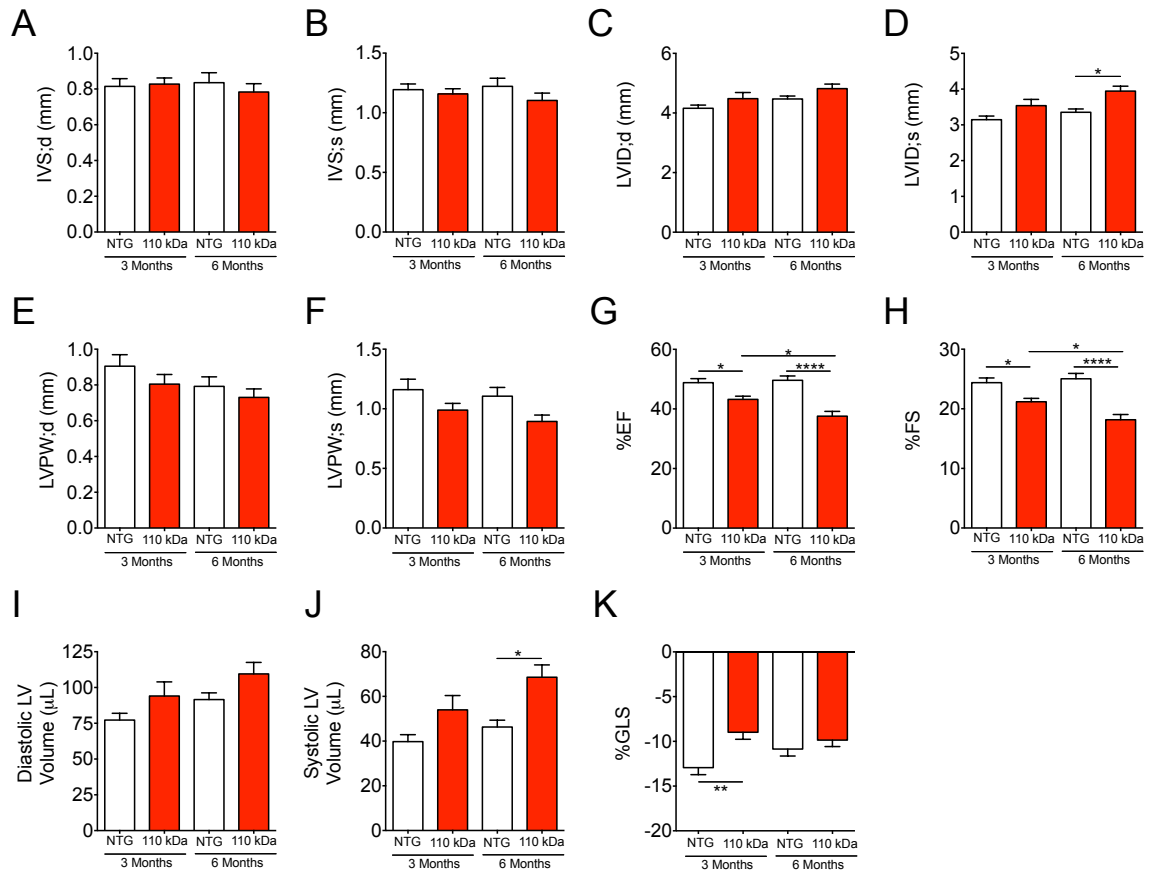 A
IVS;d (mm)
1.0
0.8
0.6
0.4
0.2
0.0
NTG 110 kDa NTG 110 kDa
3 Months 6 Months
B
IVS;s (mm)
1.5
1.0
0.5
0.0
NTG 110 kDa NTG 110 kDa
3 Months 6 Months
C
LVID;d (mm)
6
4
2
0
NTG 110 kDa NTG 110 kDa
3 Months 6 Months
D
LVID;s (mm)
5
4
3
2
1
0
*
NTG 110 kDa NTG 110 kDa
3 Months 6 Months
E
LVPW;d (mm)
1.0
0.8
0.6
0.4
0.2
0.0
NTG 110 kDa NTG 110 kDa
3 Months 6 Months
F
LVPW;s (mm)
1.5
1.0
0.5
0.0
NTG 110 kDa NTG 110 kDa
3 Months 6 Months
G
%EF
60
40
20
0
*
* ****
NTG 110 kDa NTG 110 kDa
3 Months 6 Months
H
%FS
30
20
10
0
*
* ****
NTG 110 kDa NTG 110 kDa
3 Months 6 Months
I
Diastolic LV
Volume (μL)
125
100
75
50
25
0
NTG 110 kDa NTG 110 kDa
3 Months 6 Months
J
Systolic LV
Volume (μL)
80
60
40
20
0
*
NTG 110 kDa NTG 110 kDa
3 Months 6 Months
K
%GLS
0
-5
-10
-15
-20
**
NTG 110 kDa NTG 110 kDa
3 Months 6 Months